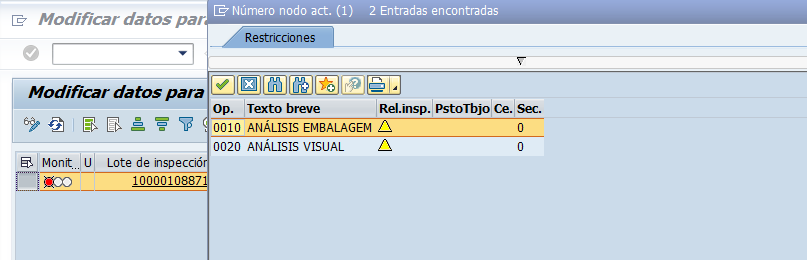 Modificar datos para
Modificar datos para
Monit... U Lote de inspección
10000108871
Número nodo act. (1) 2 Entradas encontradas
Restricciones
Op. Texto breve Rel.insp. PstoTbjo Ce. Sec.
0010 ANÁLISIS EMBALAGEM 0
0020 ANÁLISIS VISUAL 0